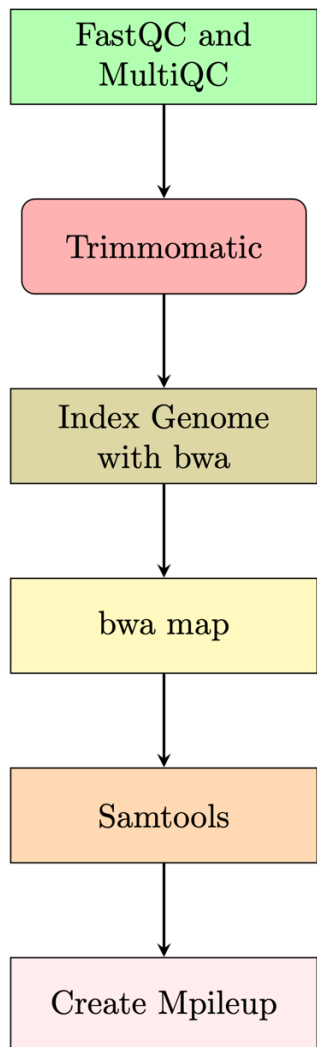 FastQC and
MultiQC
Trimmomatic
Index Genome
with bwa
bwa map
Samtools
Create Mpileup